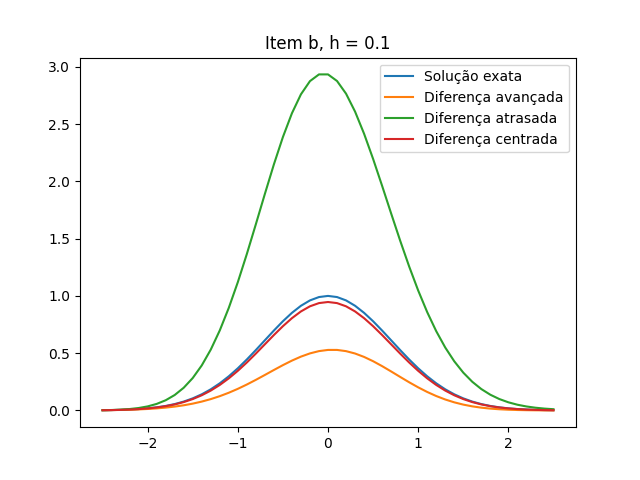 Item b, h = 0.1
Solução exata
Diferença avançada
Diferença atrasada
Diferença centrada
3.0
2.5
2.0
1.5
1.0
0.5
0.0
−2
−1
0
1
2